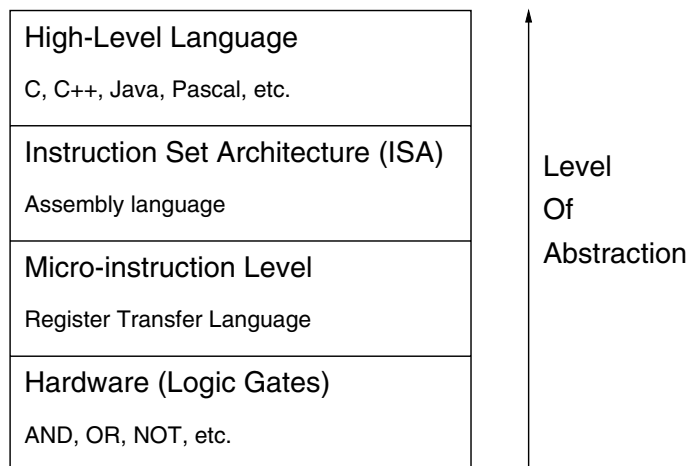 High-Level Language
C, C++, Java, Pascal, etc.
Instruction Set Architecture (ISA)
Assembly language
Micro-instruction Level
Register Transfer Language
Hardware (Logic Gates)
AND, OR, NOT, etc.
Level
Of
Abstraction